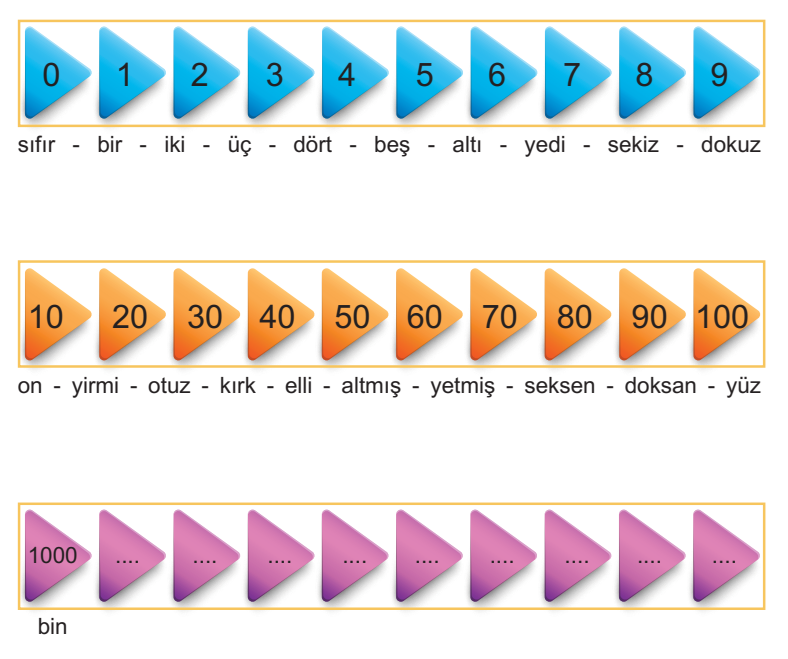 0 1 2 3 4 5 6 7 8 9
sıfır - bir - iki - üç - dört - beş - altı - yedi - sekiz - dokuz
10 20 30 40 50 60 70 80 90 100
on - yirmi - otuz - kırk - elli - altmış - yetmiş - seksen - doksan - yüz
1000 .... .... .... .... .... .... .... .... ....
bin